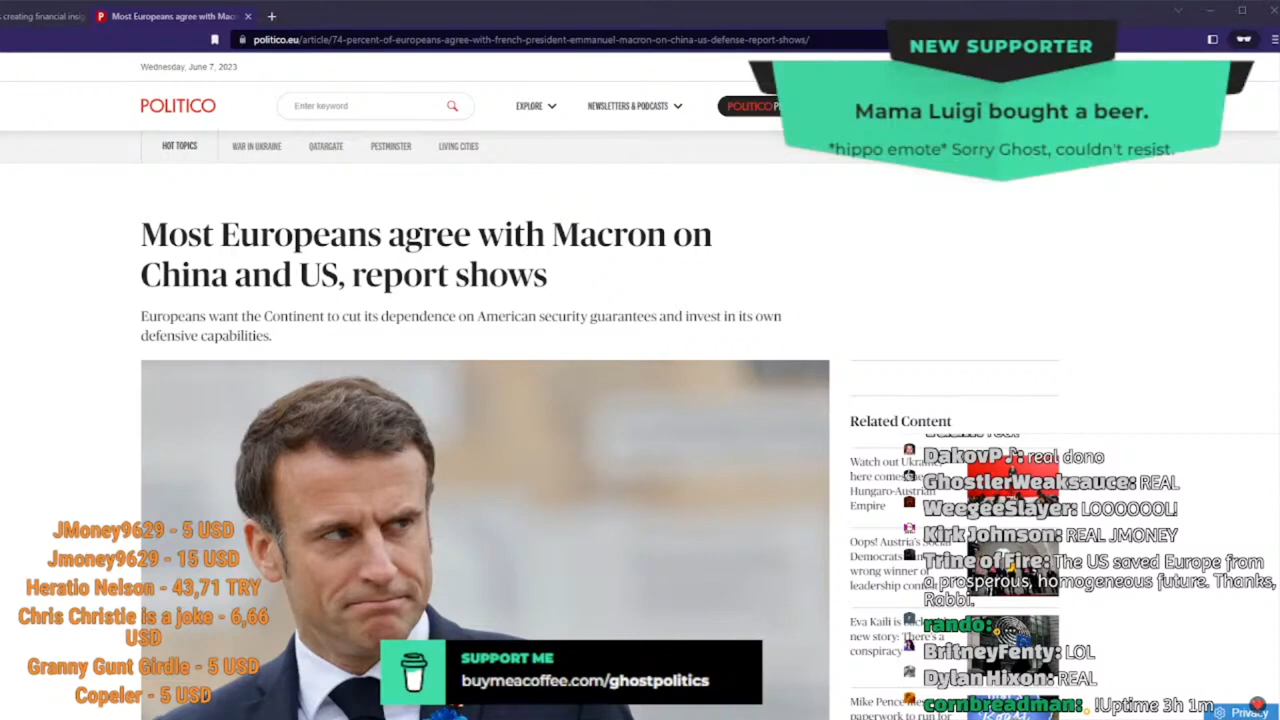 creating financial insig
Most Europeans agree with Mac
politico.eu/article/74-percent-of-europeans-agree-with-french-president-emmanuel-macron-on-china-us-defense-report-shows/
NEW SUPPORTER
Mama Luigi bought a beer.
*hippo emote* Sorry Ghost, couldn't resist.
Wednesday, June 7, 2023
POLITICO
Enter keyword
EXPLORE
NEWSLETTERS & PODCASTS
POLITICO P
HOT TOPICS
WAR IN UKRAINE
QATARGATE
PESTMINSTER
LIVING CITIES
Most Europeans agree with Macron on
China and US, report shows
Europeans want the Continent to cut its dependence on American security guarantees and invest in its own
defensive capabilities.
Related Content
Watch out Ukra
here comes the
Hungaro-Austrian
Empire
Oops! Austria's Soc
Democrats
wrong winner of
leadership cont
Eva Kaili is back
new story: There's a
conspiracy
Mike Pence
paperwork to run for
DakovP♪: real dono
GhostlerWeaksauce: REAL
WeegeeSlayer: LOOOOOOL!
Kirk Johnson: REAL JMONEY
Trine of Fire: The US saved Europe from
a prosperous, homogeneous future. Thanks,
Rabbi.
rando:
BritneyFenty: LOL
Dylan Hixon: REAL
cornbreadman: !Uptime 3h 1m
Privacy
JMoney9629 - 5 USD
Jmoney9629 - 15 USD
Heratio Nelson - 43,71 TRY
Chris Christie is a joke - 6,66
USD
Granny Gunt Girdle - 5 USD
Copeler - 5 USD
SUPPORT ME
buymeacoffee.com/ghostpolitics